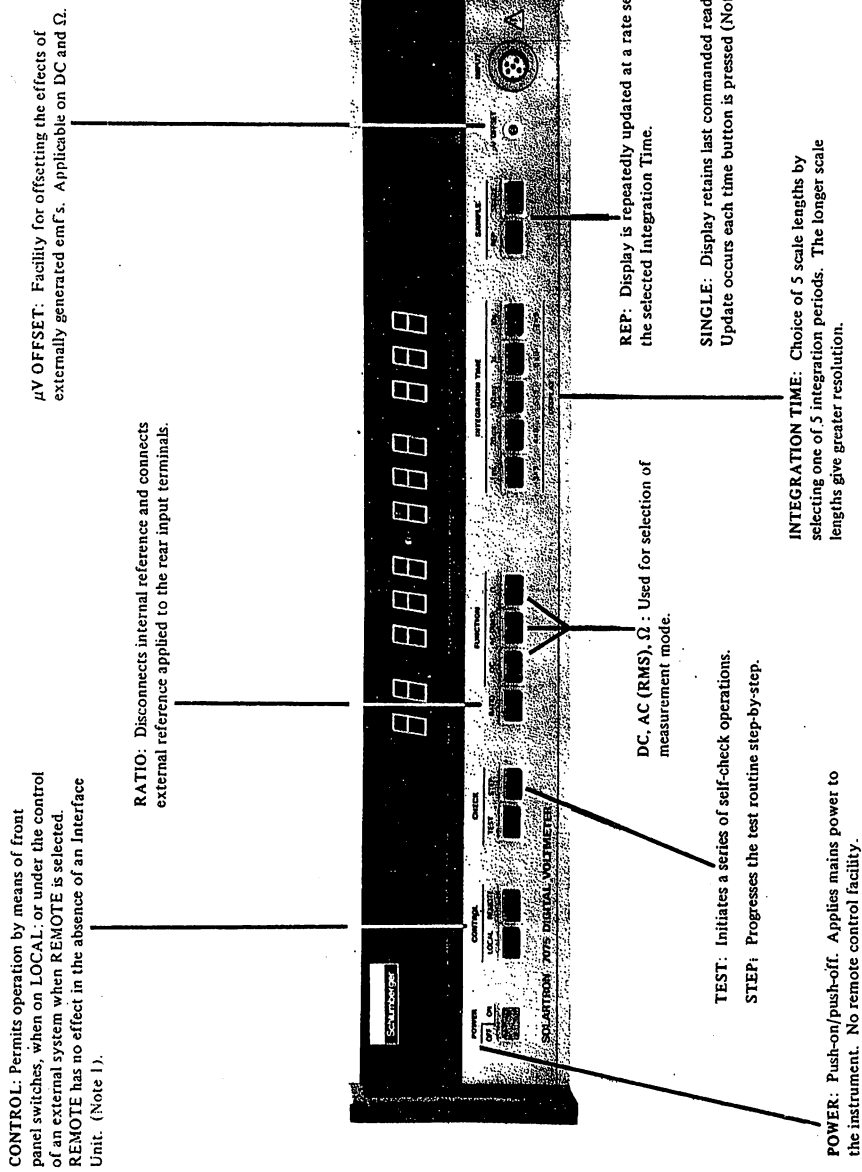 CONTROL: Permits operation by means of front
panel switches, when on LOCAL: or under the control
of an external system when REMOTE is selected.
REMOTE has no effect in the absence of an Interface
Unit. (Note 1).
RATIO: Disconnects internal reference and connects
external reference applied to the rear input terminals.
µV OFFSET: Facility for offsetting the effects of
externally generated emf's. Applicable on DC and Ω.
Schlumberger
POWER
OFF ON
CONTROL
LOCAL REMOTE
CHECK
TEST STEP
FUNCTION
RATIO DC
INTEGRATION TIME
SAMPLE
REP
µV OFFSET
INPUT
DISPLAY
SOLARTRON 7075 DIGITAL VOLTMETER
POWER: Push-on/push-off. Applies mains power to
the instrument. No remote control facility.
TEST: Initiates a series of self-check operations.
STEP: Progresses the test routine step-by-step.
DC, AC (RMS), Ω : Used for selection of
measurement mode.
INTEGRATION TIME: Choice of 5 scale lengths by
selecting one of 5 integration periods. The longer scale
lengths give greater resolution.
REP: Display is repeatedly updated at a rate se
the selected Integration Time.
SINGLE: Display retains last commanded read
Update occurs each time button is pressed (No